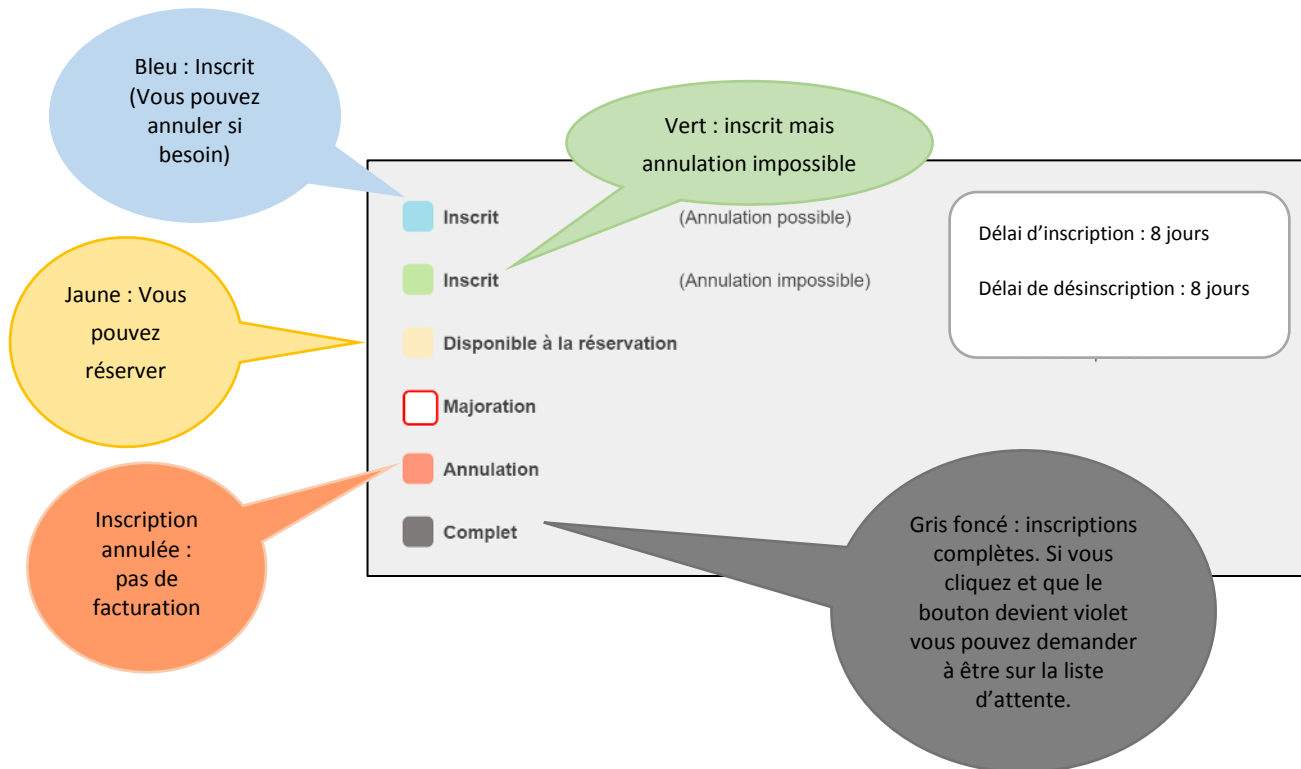 Bleu : Inscrit
(Vous pouvez
annuler si
besoin)
Vert : inscrit mais
annulation impossible
Inscrit (Annulation possible)
Inscrit (Annulation impossible)
Disponible à la réservation
Majoration
Annulation
Complet
Délai d’inscription : 8 jours
Délai de désinscription : 8 jours
Jaune : Vous
pouvez
réserver
Inscription
annulée :
pas de
facturation
Gris foncé : inscriptions
complètes. Si vous
cliquez et que le
bouton devient violet
vous pouvez demander
à être sur la liste
d’attente.